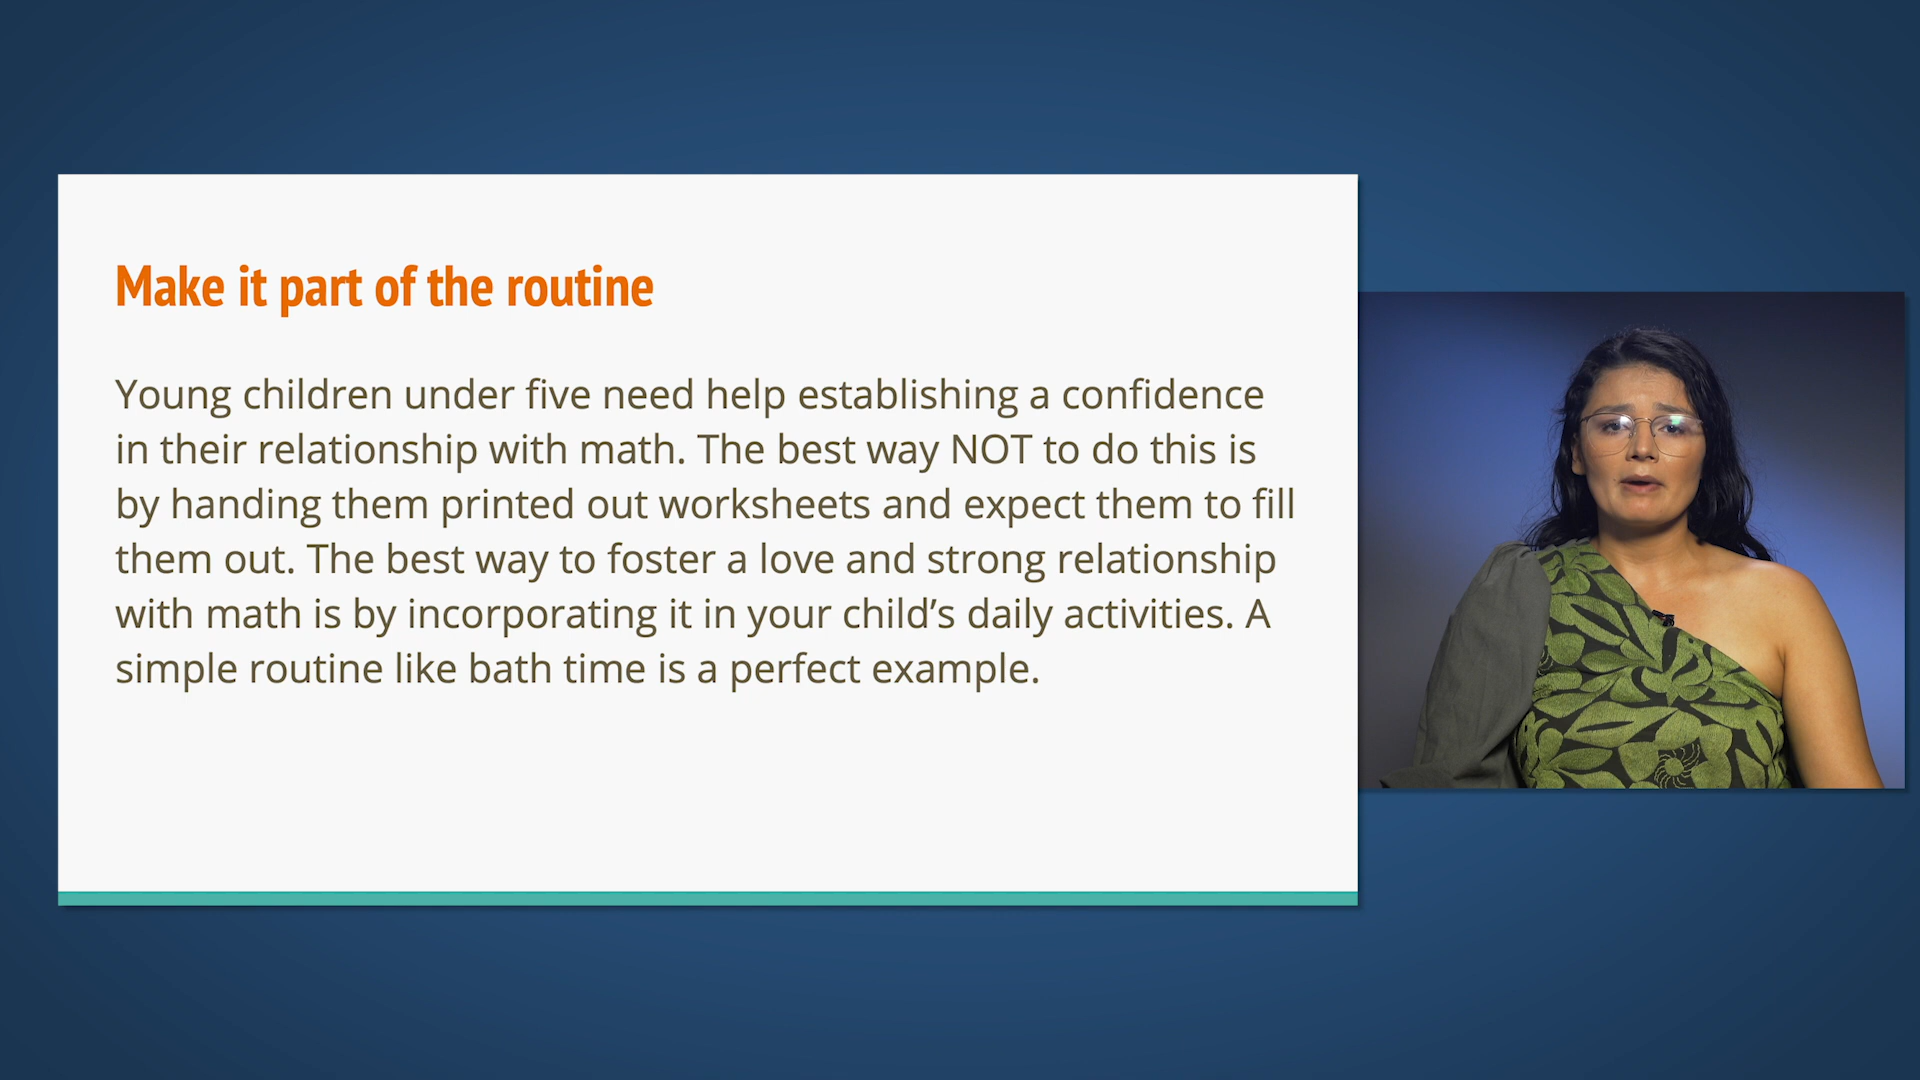 Make it part of the routine
Young children under five need help establishing a confidence
in their relationship with math. The best way NOT to do this is
by handing them printed out worksheets and expect them to fill
them out. The best way to foster a love and strong relationship
with math is by incorporating it in your child’s daily activities. A
simple routine like bath time is a perfect example.